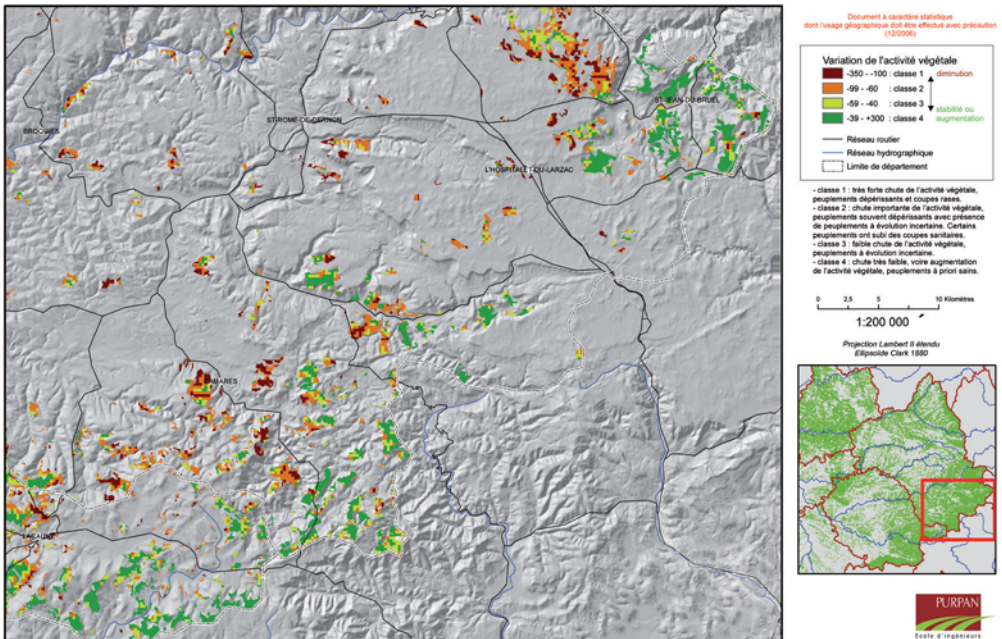 Document à caractère statistique
dont l'usage géographique doit être effectué avec précaution
(12/2006)
Variation de l'activité végétale
-350 - -100 : classe 1
diminution
-99 - -60 : classe 2
-59 - -40 : classe 3
stabilité ou
augmentation
-39 - +300 : classe 4
Réseau routier
Réseau hydrographique
Limite de département
- classe 1 : très forte chute de l'activité végétale,
peuplements dépérissants et coupes rases.
- classe 2 : chute importante de l'activité végétale,
peuplements souvent dépérissants avec présence
de peuplements à évolution incertaine. Certains
peuplements ont subi des coupes sanitaires.
- classe 3 : faible chute de l'activité végétale,
peuplements à évolution incertaine.
- classe 4 : chute très faible, voire augmentation
de l'activité végétale, peuplements à priori sains.
0 2,5 5 10 Kilomètres
1:200 000
Projection Lambert II étendu
Ellipsoïde Clark 1880
PURPAN
Ecole d'ingénieurs
BROQUIES
ST-ROME-DE-CERNON
ST-JEAN-DU-BRUEL
L'HOSPITALET-DU-LARZAC
LACAUNE